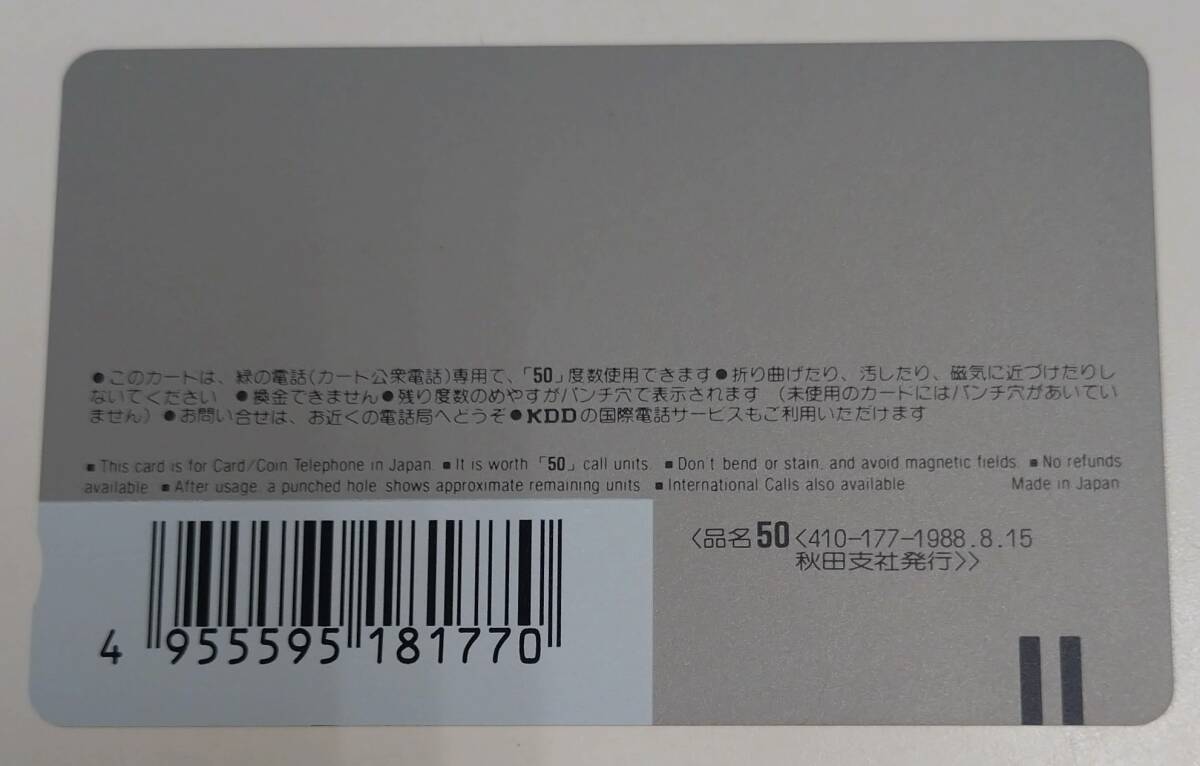 ●このカードは、緑の電話(カード公衆電話)専用で、「50」度数使用できます●折り曲げたり、汚したり、磁気に近づけたりし
ないでください ●換金できません●残り度数のめやすがパンチ穴で表示されます (未使用のカードにはパンチ穴があいてい
ません) ●お問い合せは、お近くの電話局へどうぞ●KDDの国際電話サービスもご利用いただけます
■This card is for Card/Coin Telephone in Japan ■It is worth「50」call units. ■Don't bend or stain, and avoid magnetic fields. ■No refunds
available. ■After usage, a punched hole shows approximate remaining units. ■International Calls also available Made in Japan
〈品名50〈410-177-1988.8.15
秋田支社発行〉〉
4 955595 181770